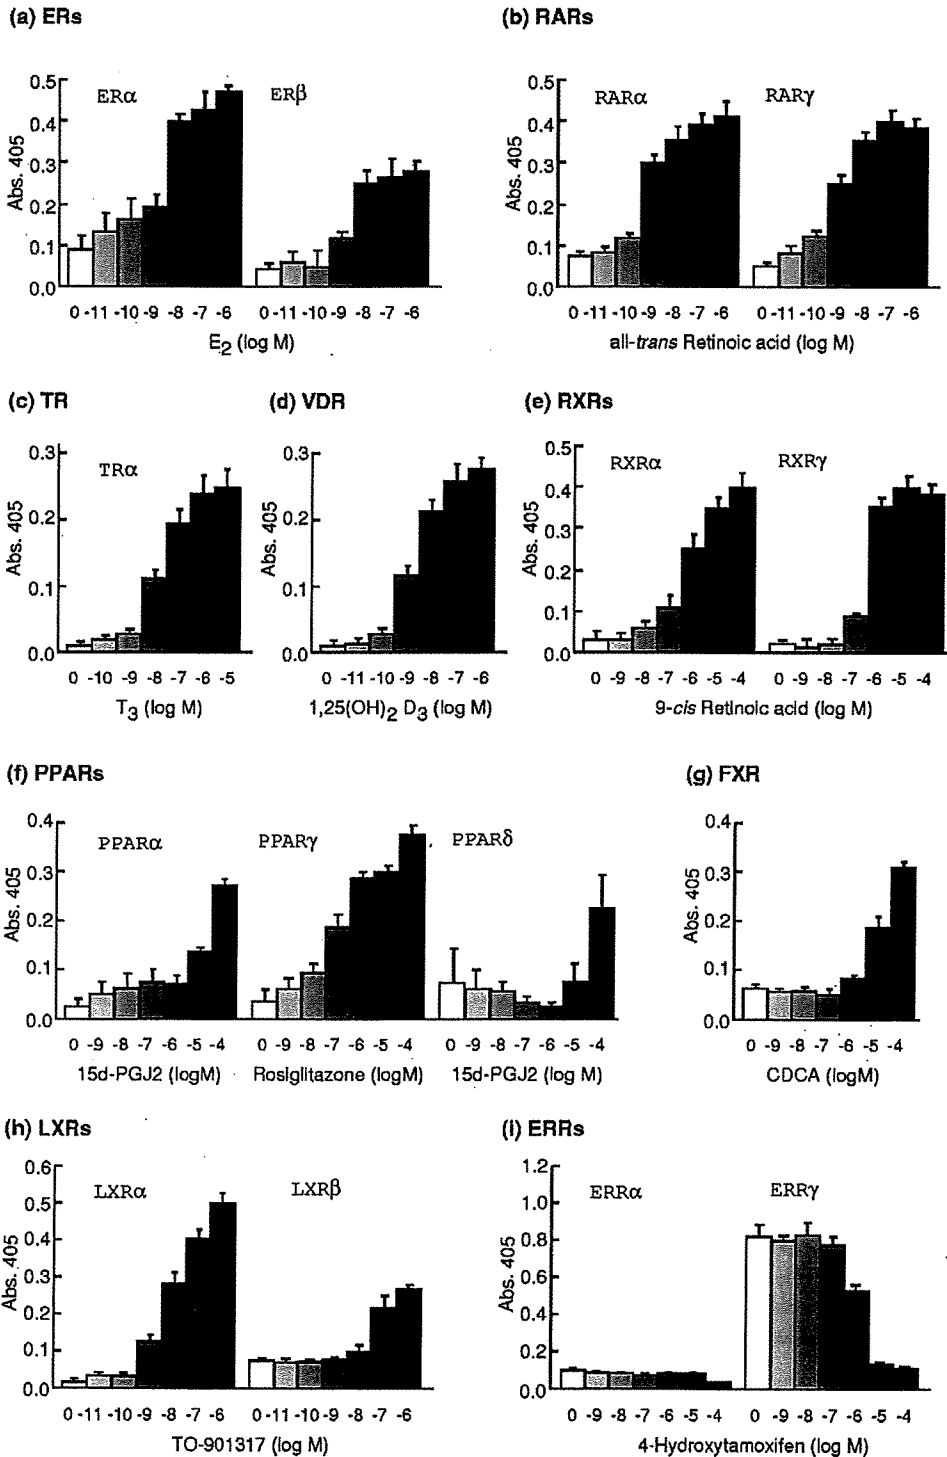 (a) ERs
(b) RARs
0.5
0.4
0.3
0.2
0.1
0.0
Abs. 405
ERα
ERβ
0 -11 -10 -9 -8 -7 -6
0 -11 -10 -9 -8 -7 -6
E2 (log M)
0.5
0.4
0.3
0.2
0.1
0.0
Abs. 405
RARα
RARγ
0 -11 -10 -9 -8 -7 -6
0 -11 -10 -9 -8 -7 -6
all-trans Retinoic acid (log M)
(c) TR
(d) VDR
(e) RXRs
0.3
0.2
0.1
0.0
Abs. 405
TRα
0 -10 -9 -8 -7 -6 -5
T3 (log M)
0.3
0.2
0.1
0.0
Abs. 405
0 -11 -10 -9 -8 -7 -6
1,25(OH)2 D3 (log M)
0.5
0.4
0.3
0.2
0.1
0.0
Abs. 405
RXRα
RXRγ
0 -9 -8 -7 -6 -5 -4
0 -9 -8 -7 -6 -5 -4
9-cis Retinoic acid (log M)
(f) PPARs
(g) FXR
0.4
0.3
0.2
0.1
0.0
Abs. 405
PPARα
PPARγ
PPARδ
0 -9 -8 -7 -6 -5 -4
0 -9 -8 -7 -6 -5 -4
0 -9 -8 -7 -6 -5 -4
15d-PGJ2 (logM)
Rosiglitazone (logM)
15d-PGJ2 (log M)
0.4
0.3
0.2
0.1
0.0
Abs. 405
0 -9 -8 -7 -6 -5 -4
CDCA (logM)
(h) LXRs
(i) ERRs
0.6
0.5
0.4
0.3
0.2
0.1
0.0
Abs. 405
LXRα
LXRβ
0 -11 -10 -9 -8 -7 -6
0 -11 -10 -9 -8 -7 -6
TO-901317 (log M)
1.2
1.0
0.8
0.6
0.4
0.2
0.0
Abs. 405
ERRα
ERRγ
0 -9 -8 -7 -6 -5 -4
0 -9 -8 -7 -6 -5 -4
4-Hydroxytamoxifen (log M)